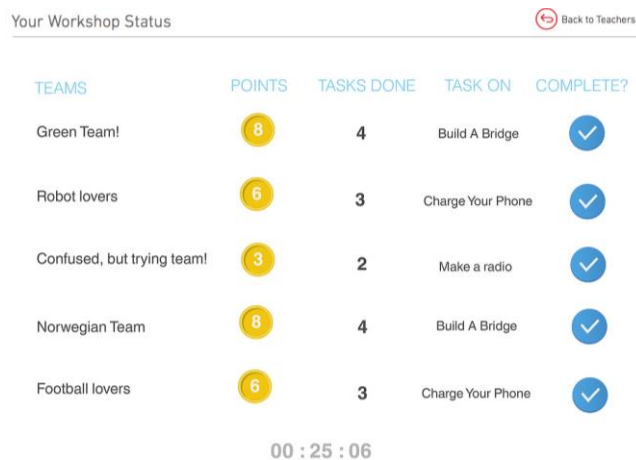 Your Workshop Status Back to Teachers
TEAMS POINTS TASKS DONE TASK ON COMPLETE?
Green Team! 8 4 Build A Bridge
Robot lovers 6 3 Charge Your Phone
Confused, but trying team! 3 2 Make a radio
Norwegian Team 8 4 Build A Bridge
Football lovers 6 3 Charge Your Phone
00 : 25 : 06